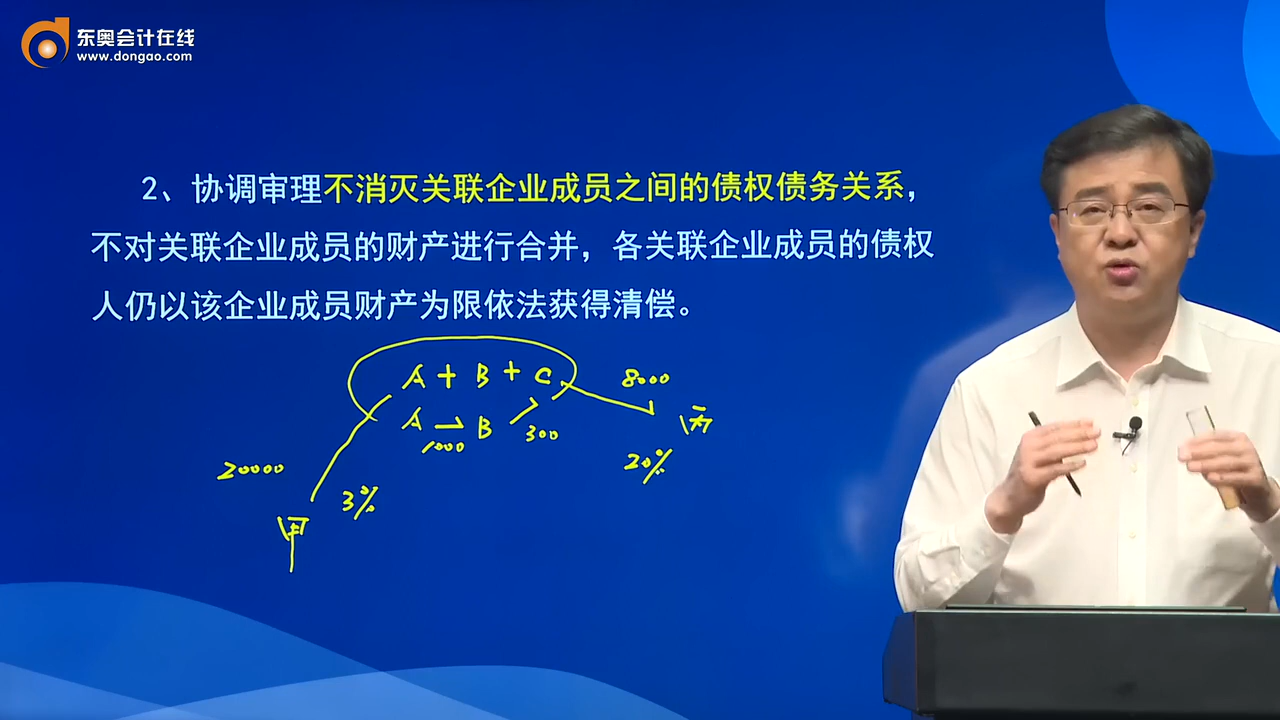 东奥会计在线
www.dongao.com
2、协调审理不消灭关联企业成员之间的债权债务关系，
不对关联企业成员的财产进行合并，各关联企业成员的债权
人仍以该企业成员财产为限依法获得清偿。
A + B + C 8000
A → B 300 丙
1000
20000 20%
3%
甲